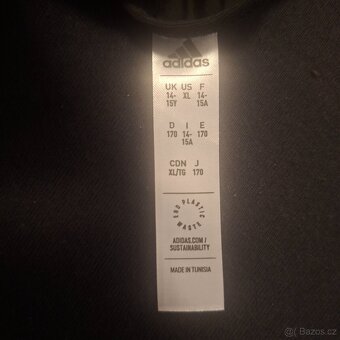 adidas
UK US F
14- XL 14-
15Y 15A
D I E
170 14- 170
15A
CDN J
XL/TG 170
END PLASTIC WASTE
ADIDAS.COM /
SUSTAINABILITY
MADE IN TUNISIA
Bazos.cz